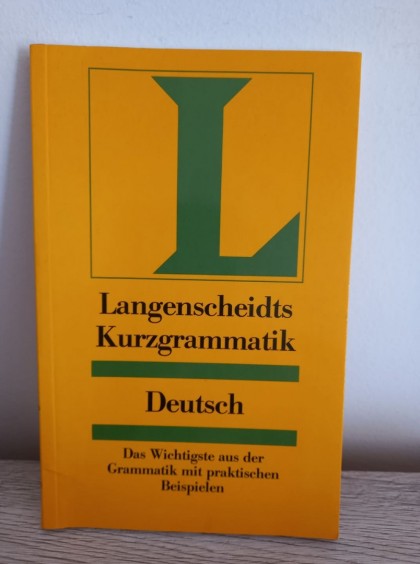 L
Langenscheidts
Kurzgrammatik
Deutsch
Das Wichtigste aus der
Grammatik mit praktischen
Beispielen